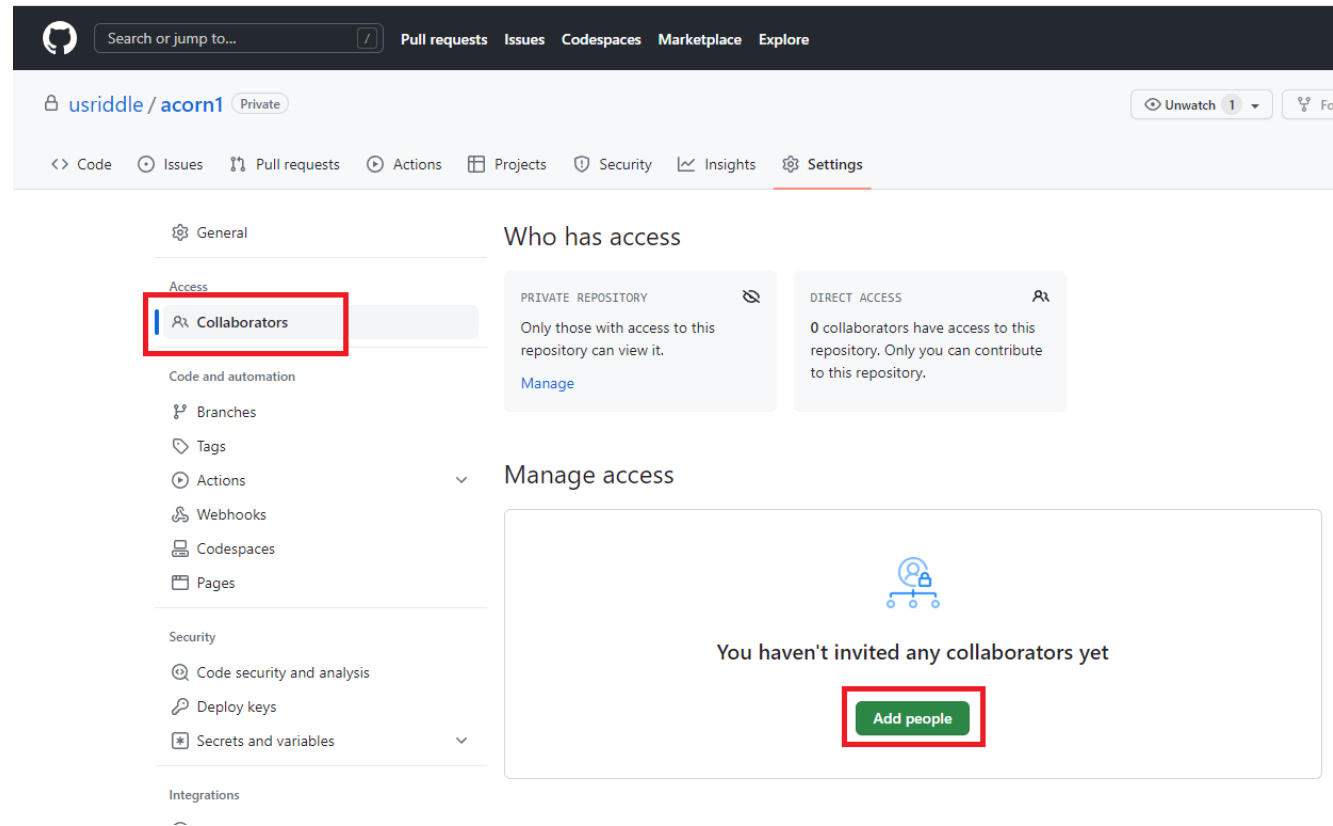 Search or jump to... / Pull requests Issues Codespaces Marketplace Explore
usriddle / acorn1 Private
Unwatch 1
Code Issues Pull requests Actions Projects Security Insights Settings
General
Access
Collaborators
Code and automation
Branches
Tags
Actions
Webhooks
Codespaces
Pages
Security
Code security and analysis
Deploy keys
Secrets and variables
Integrations
Who has access
PRIVATE REPOSITORY
Only those with access to this
repository can view it.
Manage
DIRECT ACCESS
0 collaborators have access to this
repository. Only you can contribute
to this repository.
Manage access
You haven't invited any collaborators yet
Add people